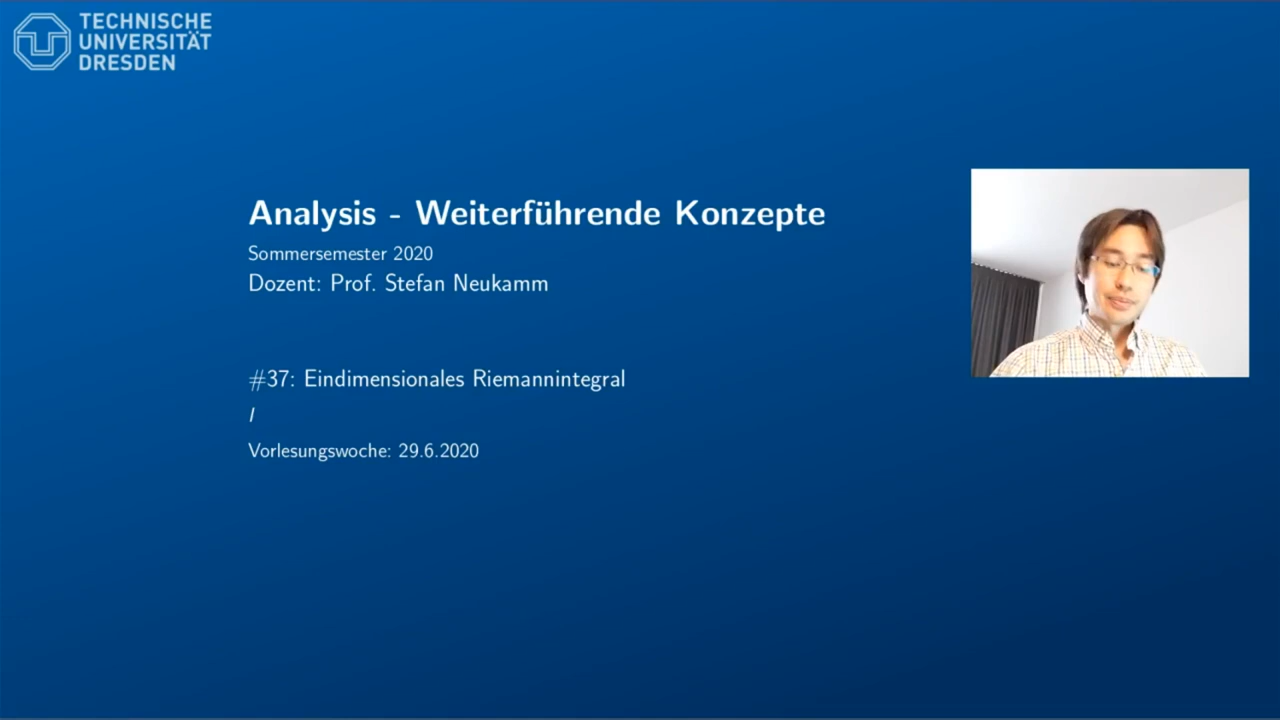 TECHNISCHE
UNIVERSITÄT
DRESDEN
Analysis - Weiterführende Konzepte
Sommersemester 2020
Dozent: Prof. Stefan Neukamm
#37: Eindimensionales Riemannintegral
I
Vorlesungswoche: 29.6.2020